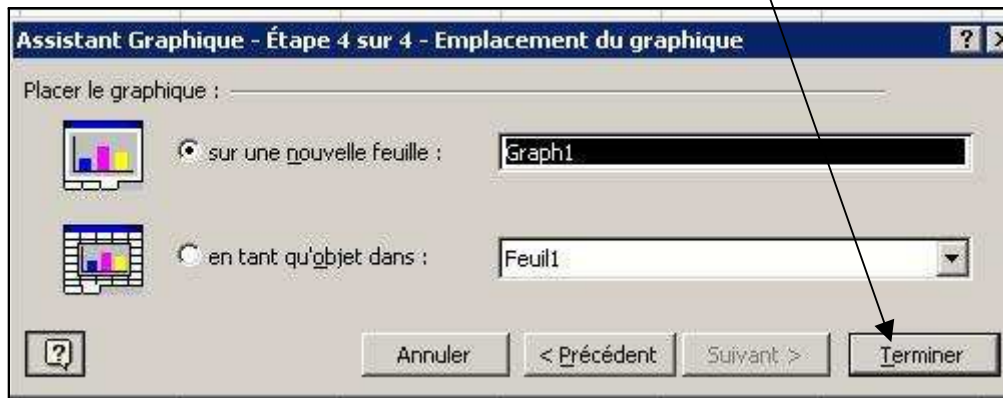 Assistant Graphique - Étape 4 sur 4 - Emplacement du graphique
Placer le graphique :
sur une nouvelle feuille : Graph1
en tant qu'objet dans : Feuil1
Annuler < Précédent Suivant > Terminer